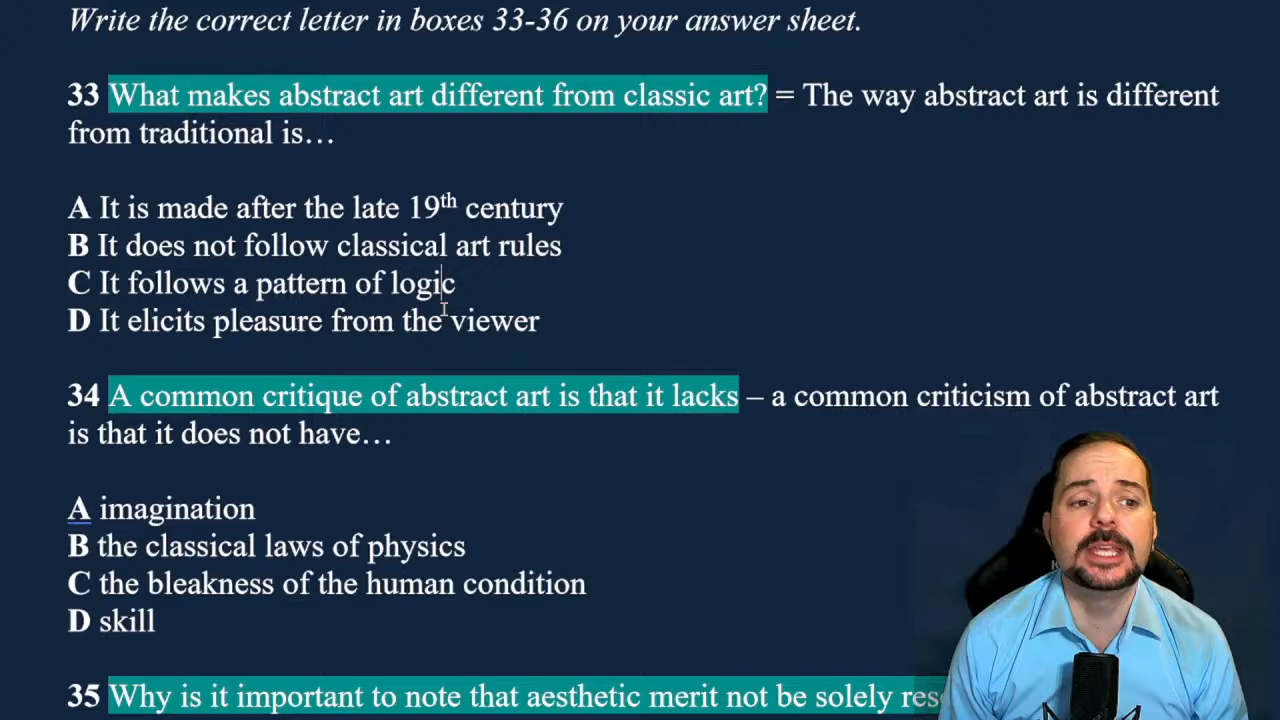 Write the correct letter in boxes 33-36 on your answer sheet.
33 What makes abstract art different from classic art? = The way abstract art is different
from traditional is…
A It is made after the late 19th century
B It does not follow classical art rules
C It follows a pattern of logic
D It elicits pleasure from the viewer
34 A common critique of abstract art is that it lacks – a common criticism of abstract art
is that it does not have…
A imagination
B the classical laws of physics
C the bleakness of the human condition
D skill
35 Why is it important to note that aesthetic merit not be solely